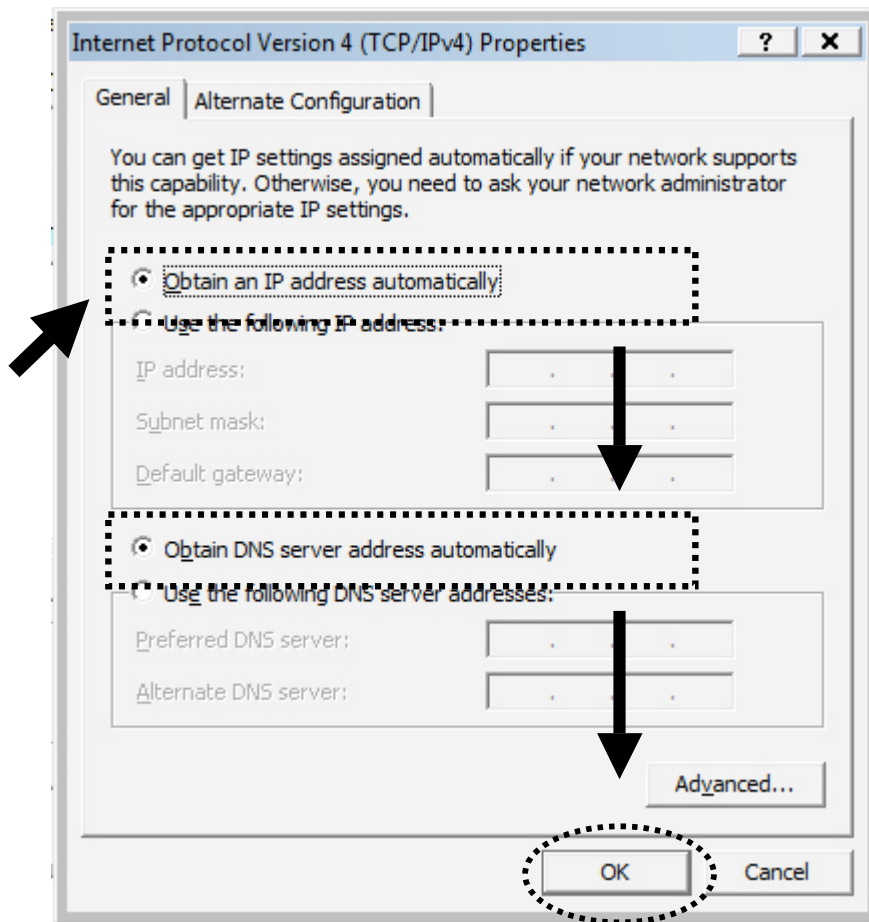 Internet Protocol Version 4 (TCP/IPv4) Properties ?
General Alternate Configuration
You can get IP settings assigned automatically if your network supports
this capability. Otherwise, you need to ask your network administrator
for the appropriate IP settings.
Obtain an IP address automatically
Use the following IP address:
IP address:
Subnet mask:
Default gateway:
Obtain DNS server address automatically
Use the following DNS server addresses:
Preferred DNS server:
Alternate DNS server:
Advanced...
OK Cancel